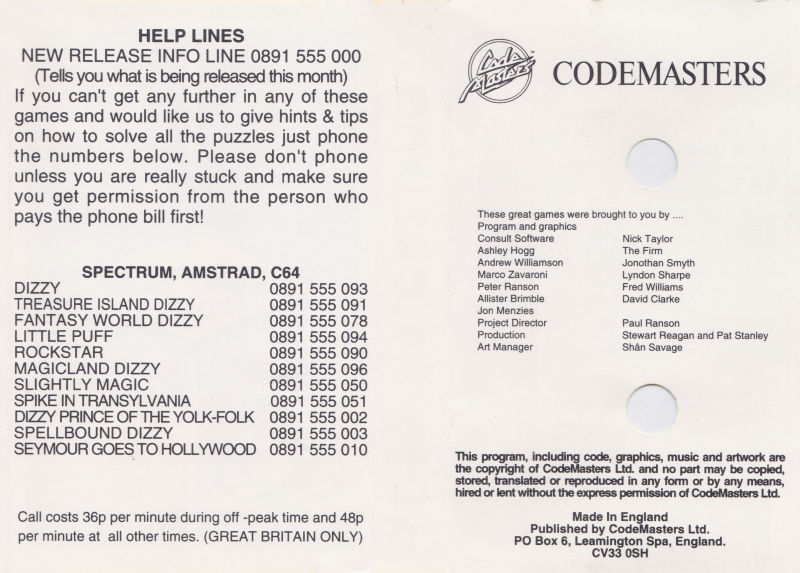 HELP LINES
NEW RELEASE INFO LINE 0891 555 000
(Tells you what is being released this month)
If you can't get any further in any of these
games and would like us to give hints & tips
on how to solve all the puzzles just phone
the numbers below. Please don't phone
unless you are really stuck and make sure
you get permission from the person who
pays the phone bill first!
SPECTRUM, AMSTRAD, C64
DIZZY 0891 555 093
TREASURE ISLAND DIZZY 0891 555 091
FANTASY WORLD DIZZY 0891 555 078
LITTLE PUFF 0891 555 094
ROCKSTAR 0891 555 090
MAGICLAND DIZZY 0891 555 096
SLIGHTLY MAGIC 0891 555 050
SPIKE IN TRANSYLVANIA 0891 555 051
DIZZY PRINCE OF THE YOLK-FOLK 0891 555 002
SPELLBOUND DIZZY 0891 555 003
SEYMOUR GOES TO HOLLYWOOD 0891 555 010
Call costs 36p per minute during off -peak time and 48p
per minute at all other times. (GREAT BRITAIN ONLY)
Code
Masters
CODEMASTERS
These great games were brought to you by ....
Program and graphics
Consult Software Nick Taylor
Ashley Hogg The Firm
Andrew Williamson Jonothan Smyth
Marco Zavaroni Lyndon Sharpe
Peter Ranson Fred Williams
Allister Brimble David Clarke
Jon Menzies
Project Director Paul Ranson
Production Stewart Reagan and Pat Stanley
Art Manager Shân Savage
This program, including code, graphics, music and artwork are
the copyright of CodeMasters Ltd. and no part may be copied,
stored, translated or reproduced in any form or by any means,
hired or lent without the express permission of CodeMasters Ltd.
Made In England
Published by CodeMasters Ltd.
PO Box 6, Leamington Spa, England.
CV33 0SH